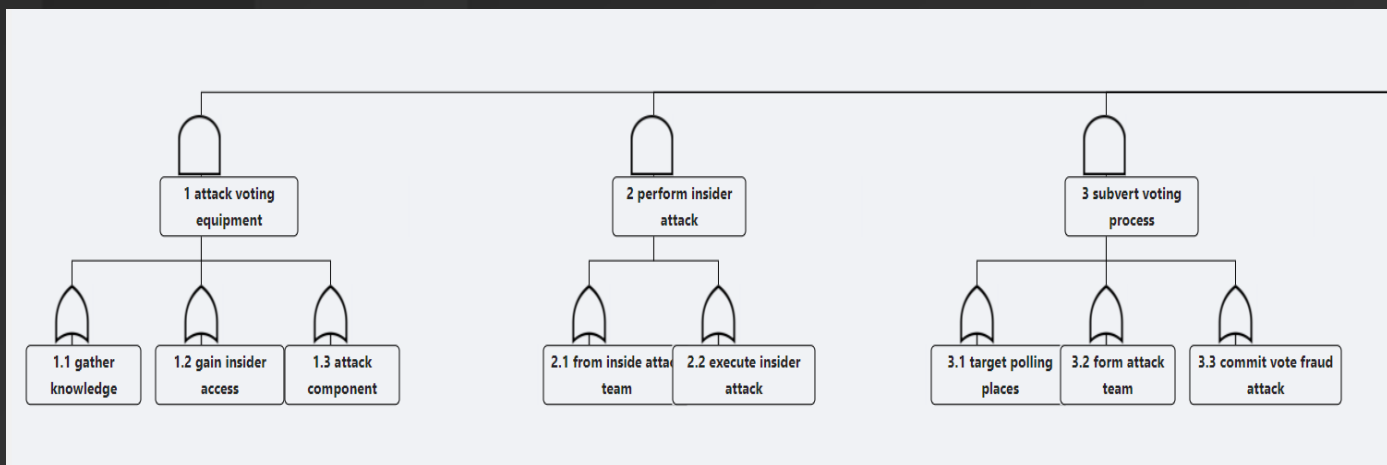 1 attack voting
equipment
2 perform insider
attack
3 subvert voting
process
1.1 gather
knowledge
1.2 gain insider
access
1.3 attack
component
2.1 from inside attac
team
2.2 execute insider
attack
3.1 target polling
places
3.2 form attack
team
3.3 commit vote fraud
attack